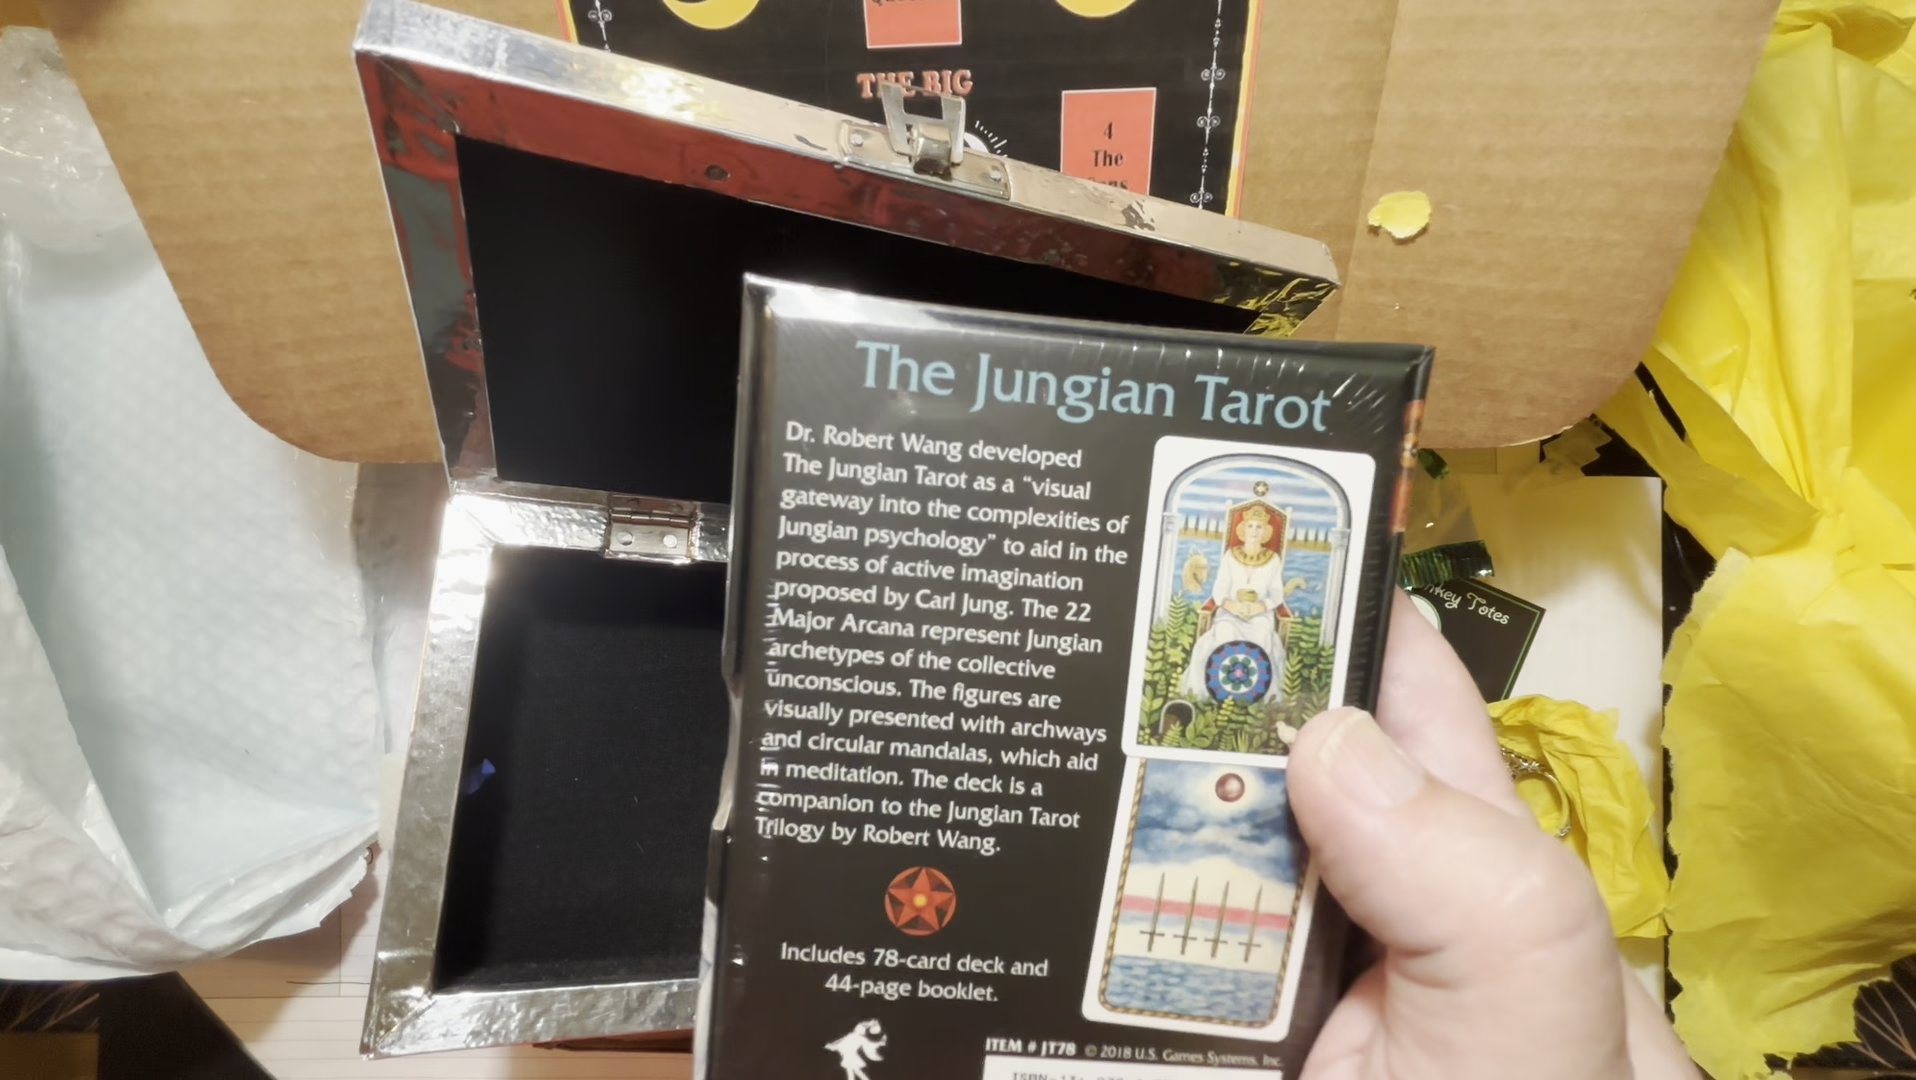 THE BIG
4
The
The Jungian Tarot
Dr. Robert Wang developed
The Jungian Tarot as a “visual
gateway into the complexities of
Jungian psychology” to aid in the
process of active imagination
proposed by Carl Jung. The 22
Major Arcana represent Jungian
archetypes of the collective
unconscious. The figures are
visually presented with archways
and circular mandalas, which aid
in meditation. The deck is a
companion to the Jungian Tarot
Trilogy by Robert Wang.
Includes 78-card deck and
44-page booklet.
ITEM # JT78 © 2018 U.S. Games Systems, Inc.
Totes